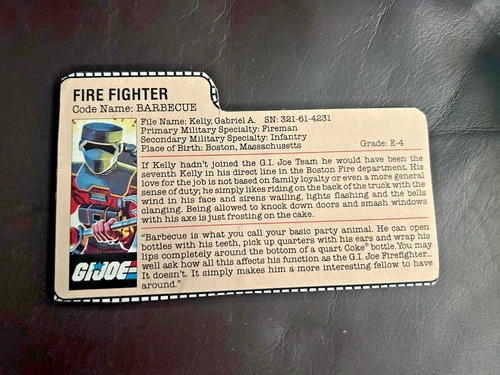 FIRE FIGHTER
Code Name: BARBECUE
File Name: Kelly, Gabriel A. SN: 321-61-4231
Primary Military Specialty: Fireman
Secondary Military Specialty: Infantry
Place of Birth: Boston, Massachusetts Grade: E-4
If Kelly hadn't joined the G.I. Joe Team he would have been the
seventh Kelly in his direct line in the Boston Fire department. His
love for the job is not based on family loyalty or even a more general
sense of duty; he simply likes riding on the back of the truck with the
wind in his face and sirens wailing, lights flashing and the bells
clanging. Being allowed to knock down doors and smash windows
with his axe is just frosting on the cake.
"Barbecue is what you call your basic party animal. He can open
bottles with his teeth, pick up quarters with his ears and wrap his
lips completely around the bottom of a quart Coke® bottle. You may
well ask how all this affects his function as the G.I. Joe Firefighter...
It doesn't. It simply makes him a more interesting fellow to have
around."
G.I. JOE